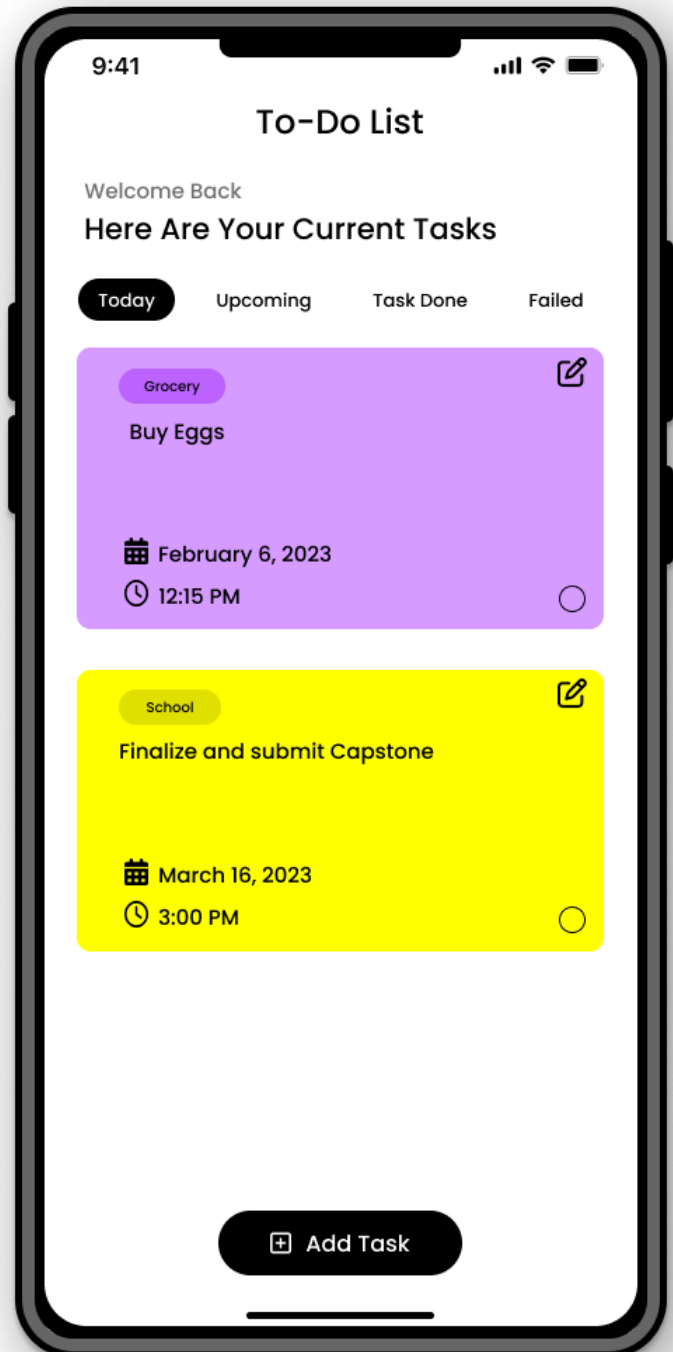 9:41
To-Do List
Welcome Back
Here Are Your Current Tasks
Today Upcoming Task Done Failed
Grocery
Buy Eggs
February 6, 2023
12:15 PM
School
Finalize and submit Capstone
March 16, 2023
3:00 PM
Add Task